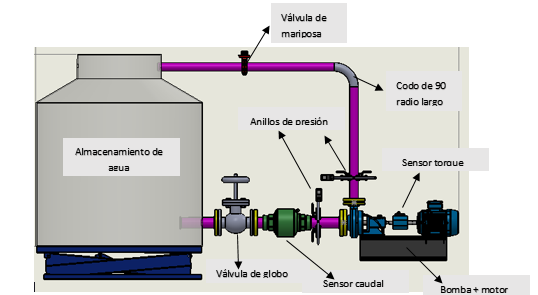 Válvula de
mariposa
Codo de 90
radio largo
Anillos de presión
Almacenamiento de
agua
Sensor torque
Válvula de globo
Sensor caudal
Bomba + motor